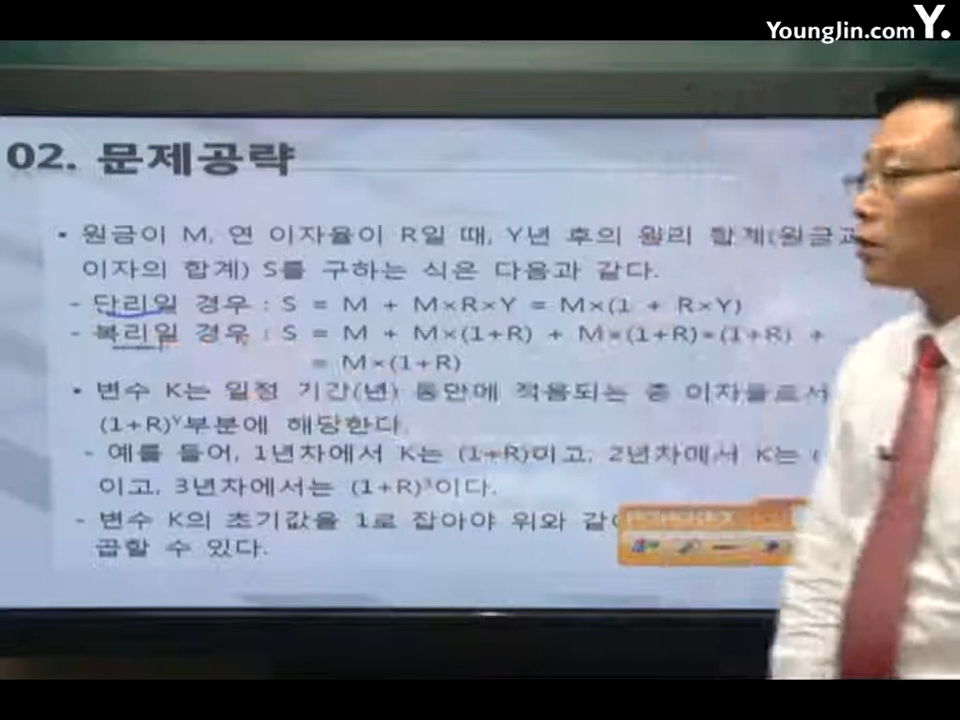 YoungJin.com Y.
02. 문제공략
• 원금이 M, 연 이자율이 R일 때, Y년 후의 원리 합계(원금과
이자의 합계) S를 구하는 식은 다음과 같다.
- 단리일 경우 : S = M + M×R×Y = M×(1 + R×Y)
- 복리일 경우 : S = M + M×(1+R) + M×(1+R)×(1+R) +
= M×(1+R)
• 변수 K는 일정 기간(년) 동안에 적용되는 총 이자율로서
(1+R)ʸ부분에 해당한다.
- 예를 들어, 1년차에서 K는 (1+R)이고, 2년차에서 K는 (
이고, 3년차에서는 (1+R)³이다.
- 변수 K의 초기값을 1로 잡아야 위와 같이
곱할 수 있다.